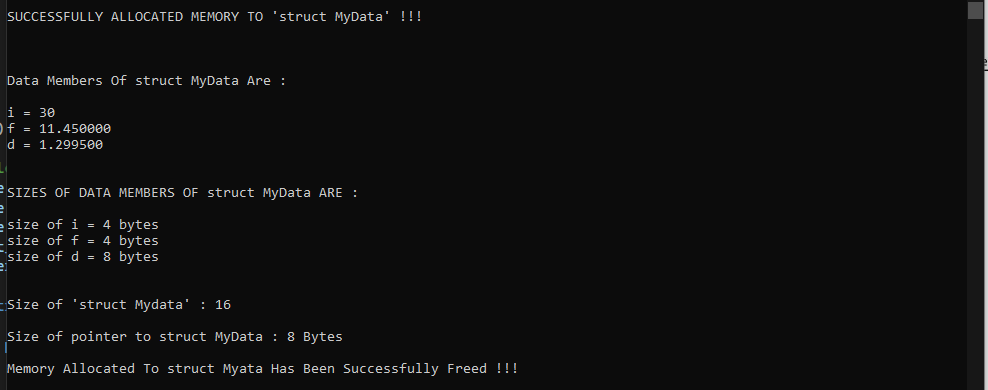 SUCCESSFULLY ALLOCATED MEMORY TO 'struct MyData' !!!
Data Members Of struct MyData Are :
i = 30
f = 11.450000
d = 1.299500
SIZES OF DATA MEMBERS OF struct MyData ARE :
size of i = 4 bytes
size of f = 4 bytes
size of d = 8 bytes
Size of 'struct Mydata' : 16
Size of pointer to struct MyData : 8 Bytes
Memory Allocated To struct Myata Has Been Successfully Freed !!!